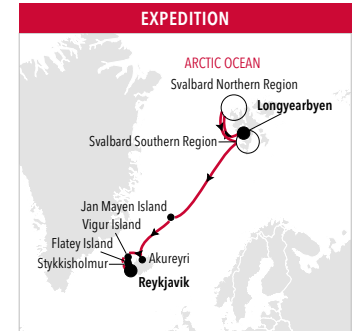 EXPEDITION
ARCTIC OCEAN
Svalbard Northern Region
Longyearbyen
Svalbard Southern Region
Jan Mayen Island
Vigur Island
Flatey Island
Akureyri
Stykkisholmur
Reykjavik